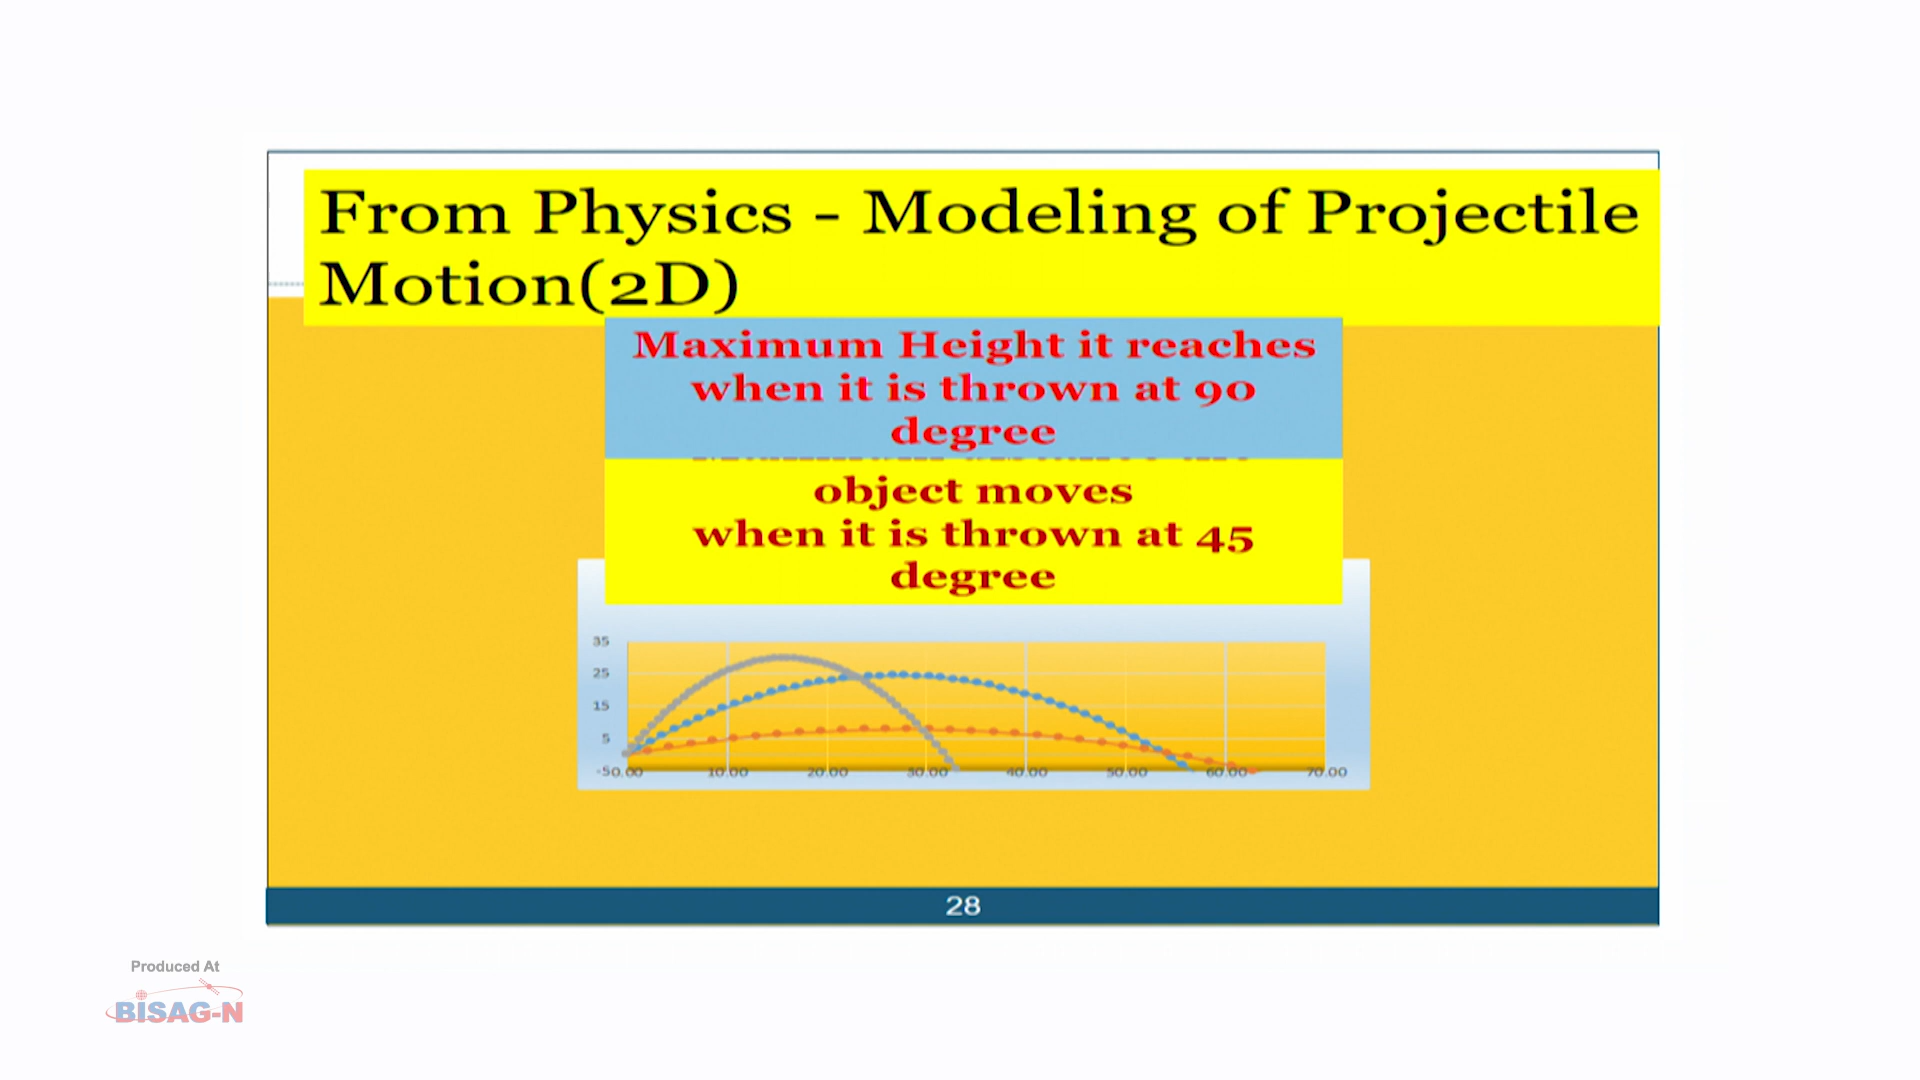 From Physics - Modeling of Projectile
Motion(2D)
Maximum Height it reaches
when it is thrown at 90
degree
object moves
when it is thrown at 45
degree
35
25
15
5
-50.00 10.00 20.00 30.00 40.00 50.00 60.00 70.00
28
Produced At
BISAG-N